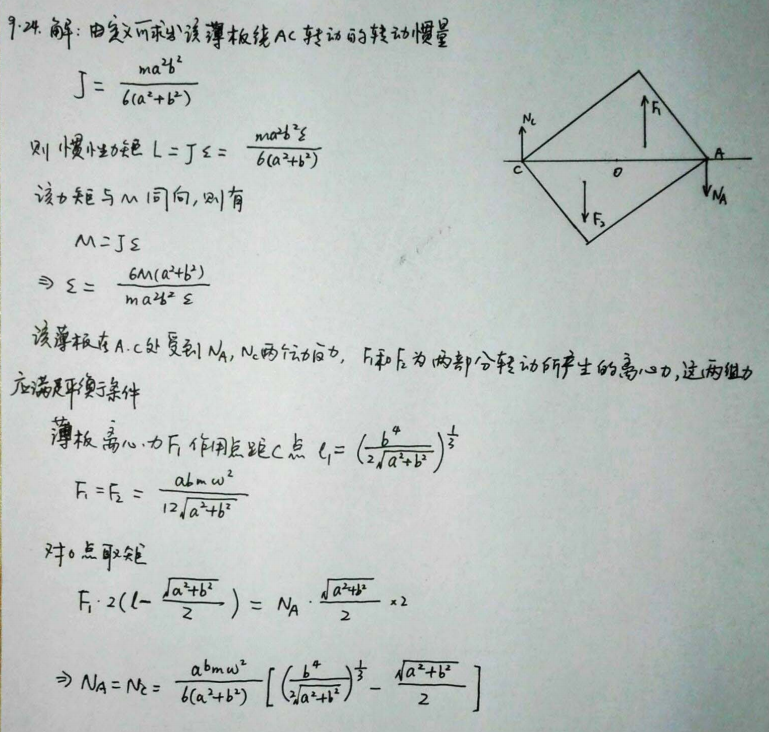 9.24. 解：由定义可求出该薄板绕AC转动的转动惯量
J = ma²b² / 6(a²+b²)
则惯性力矩 L = Jε = ma²b²ε / 6(a²+b²)
该力矩与M同向，则有
M = Jε
⇒ ε = 6M(a²+b²) / ma²b² ε
该薄板在A.C处受到 N_A, N_C两个动反力，F₁和F₂为两部分转动所产生的离心力，这两组力
应满足平衡条件
薄板离心力F₁作用点距C点 l₁ = (b⁴ / 2√(a²+b²))^(1/3)
F₁ = F₂ = abmω² / 12√(a²+b²)
对o点取矩
F₁·2(l - √(a²+b²) / 2) = N_A · √(a²+b²) / 2 ×2
⇒ N_A = N_C = abmω² / 6(a²+b²) [(b⁴ / 2√(a²+b²))^(1/3) - √(a²+b²) / 2]
N_C
F₁
C
O
A
F₂
N_A